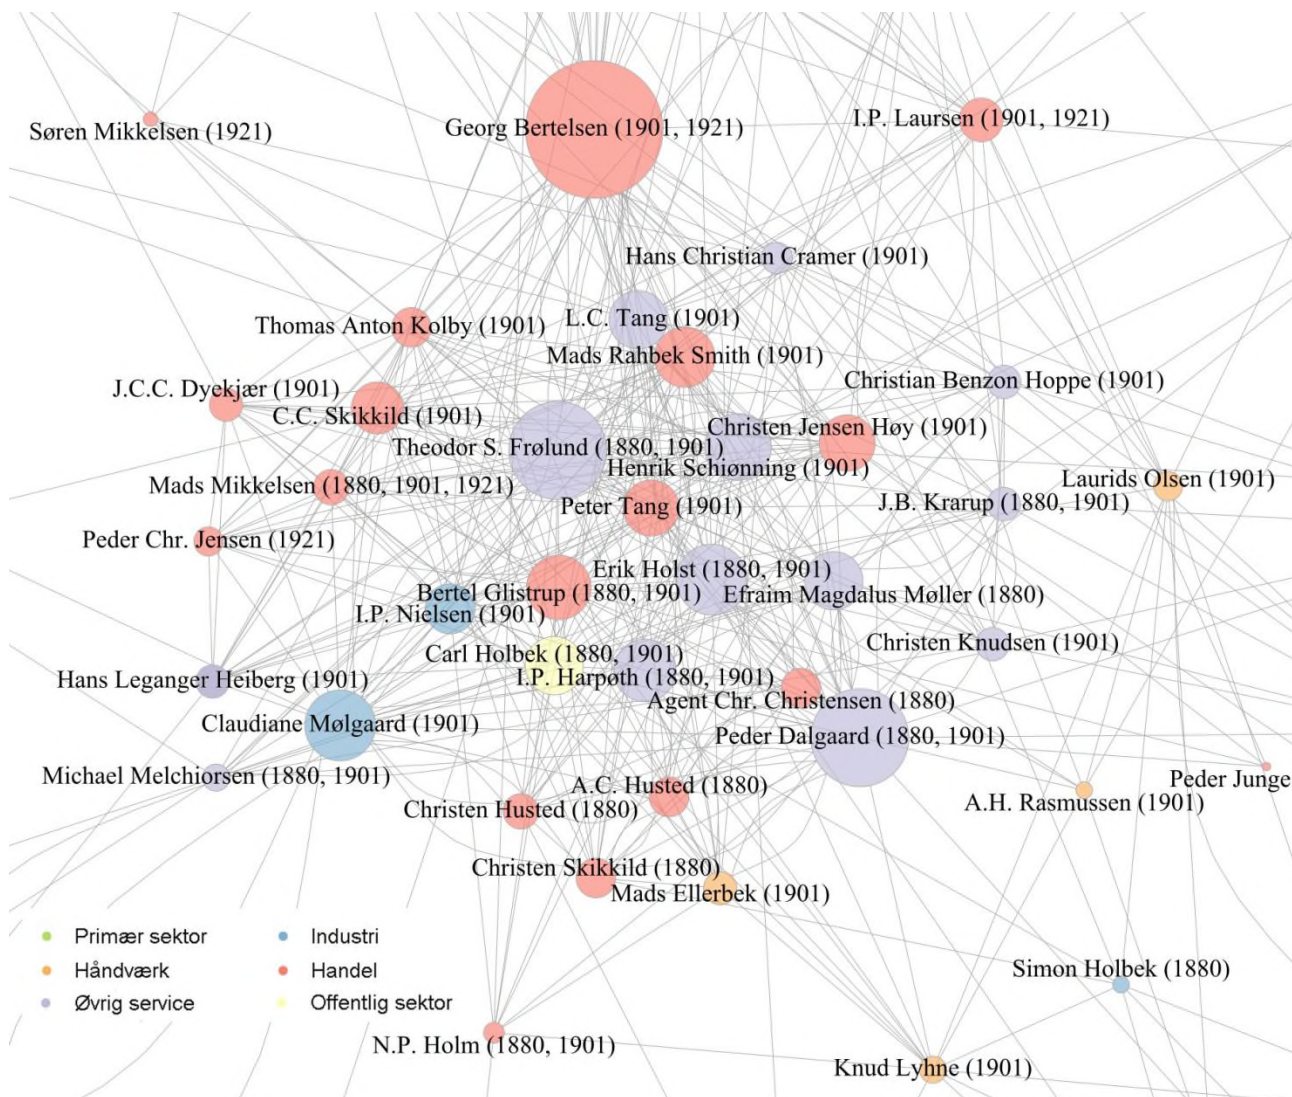 Søren Mikkelsen (1921)
Georg Bertelsen (1901, 1921)
I.P. Laursen (1901, 1921)
Hans Christian Cramer (1901)
Thomas Anton Kolby (1901)
L.C. Tang (1901)
Mads Rahbek Smith (1901)
J.C.C. Dyekjær (1901)
Christian Benzon Hoppe (1901)
C.C. Skikkild (1901)
Christen Jensen Høy (1901)
Theodor S. Frølund (1880, 1901)
Henrik Schiønning (1901)
Laurids Olsen (1901)
Mads Mikkelsen (1880, 1901, 1921)
Peter Tang (1901)
J.B. Krarup (1880, 1901)
Peder Chr. Jensen (1921)
Erik Holst (1880, 1901)
Bertel Glistrup (1880, 1901)
Efraim Magdalus Møller (1880)
I.P. Nielsen (1901)
Christen Knudsen (1901)
Carl Holbek (1880, 1901)
Hans Leganger Heiberg (1901)
I.P. Harpøth (1880, 1901)
Agent Chr. Christensen (1880)
Claudiane Mølgaard (1901)
Peder Dalgaard (1880, 1901)
Michael Melchiorsen (1880, 1901)
Peder Junge
A.C. Husted (1880)
A.H. Rasmussen (1901)
Christen Husted (1880)
Christen Skikkild (1880)
Mads Ellerbek (1901)
Primær sektor
Industri
Håndværk
Handel
Simon Holbek (1880)
Øvrig service
Offentlig sektor
N.P. Holm (1880, 1901)
Knud Lyhne (1901)